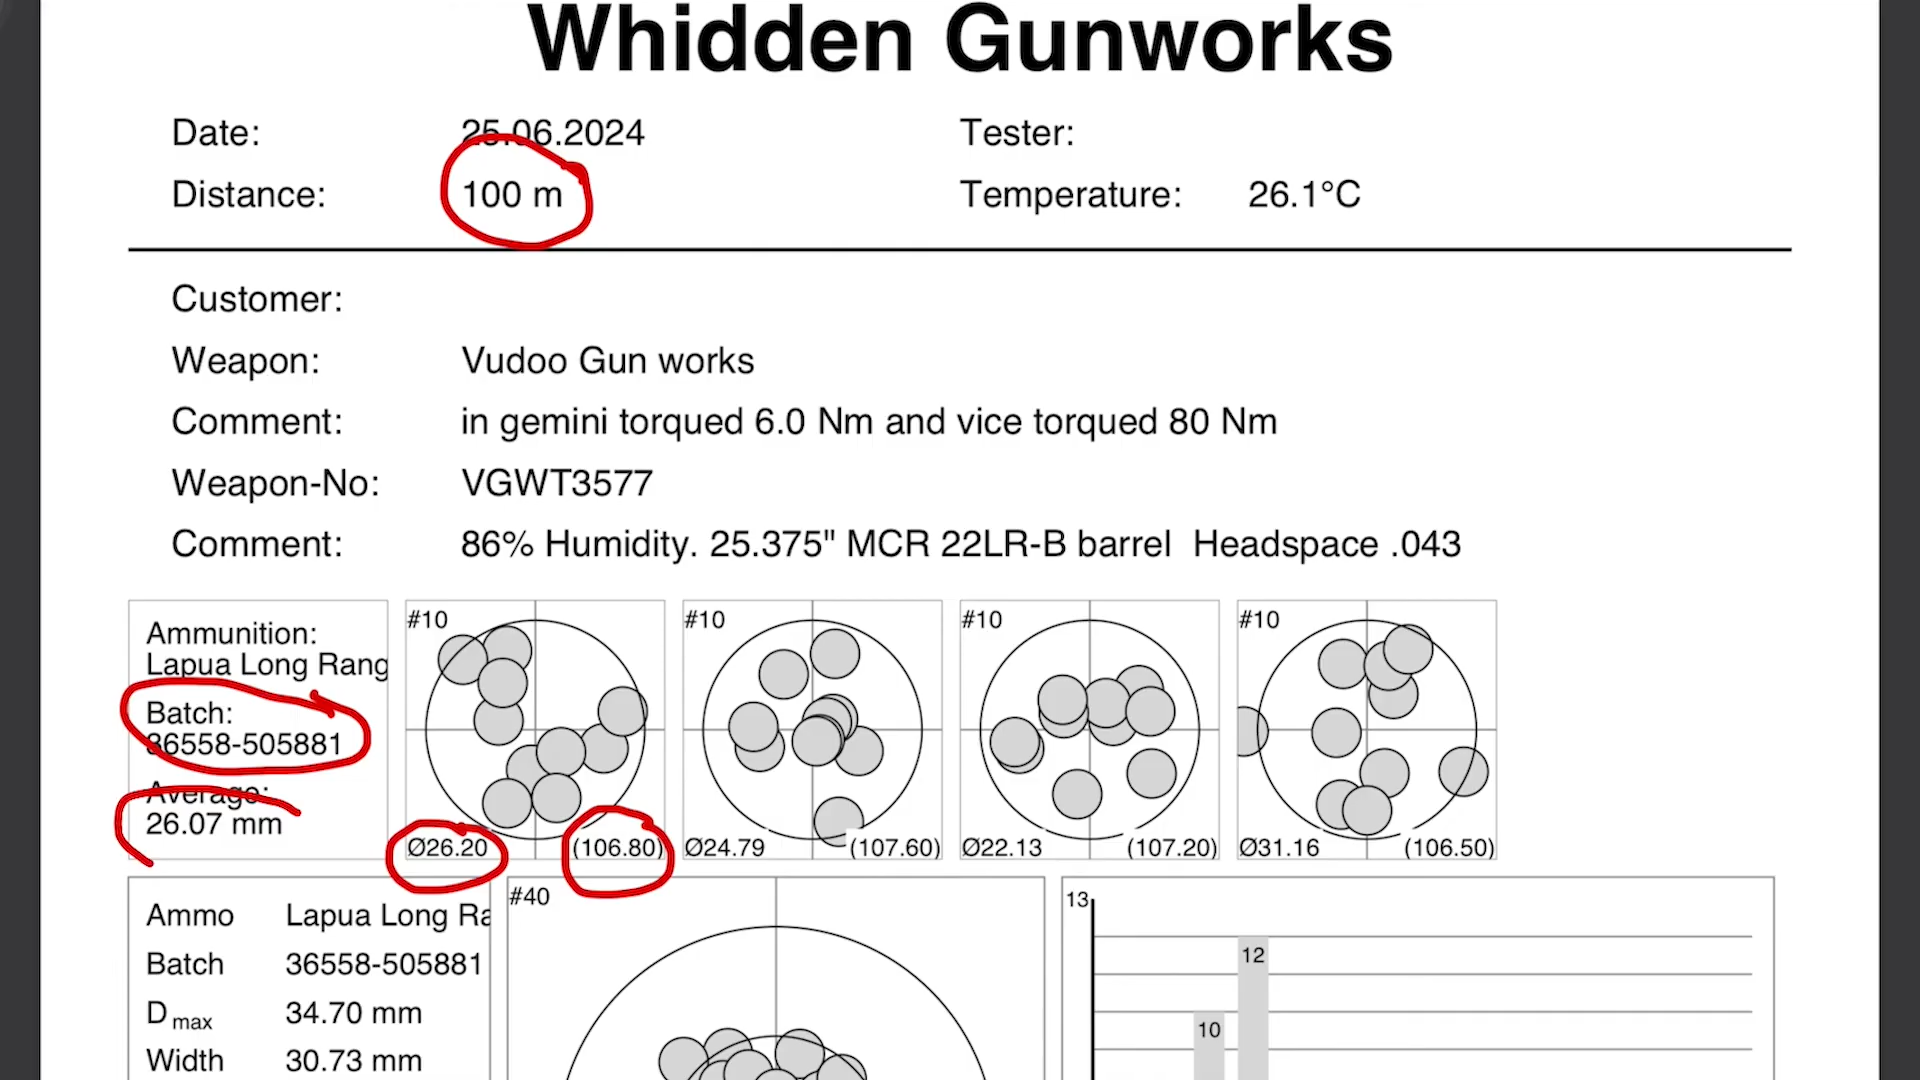 Whidden Gunworks
Date: 25.06.2024 Tester:
Distance: 100 m Temperature: 26.1°C
Customer:
Weapon: Vudoo Gun works
Comment: in gemini torqued 6.0 Nm and vice torqued 80 Nm
Weapon-No: VGWT3577
Comment: 86% Humidity. 25.375" MCR 22LR-B barrel Headspace .043
Ammunition:
Lapua Long Rang
Batch:
36558-505881
Average:
26.07 mm
#10
Ø26.20 (106.80)
#10
Ø24.79 (107.60)
#10
Ø22.13 (107.20)
#10
Ø31.16 (106.50)
Ammo Lapua Long Ra
Batch 36558-505881
D max 34.70 mm
Width 30.73 mm
#40
13
12
10